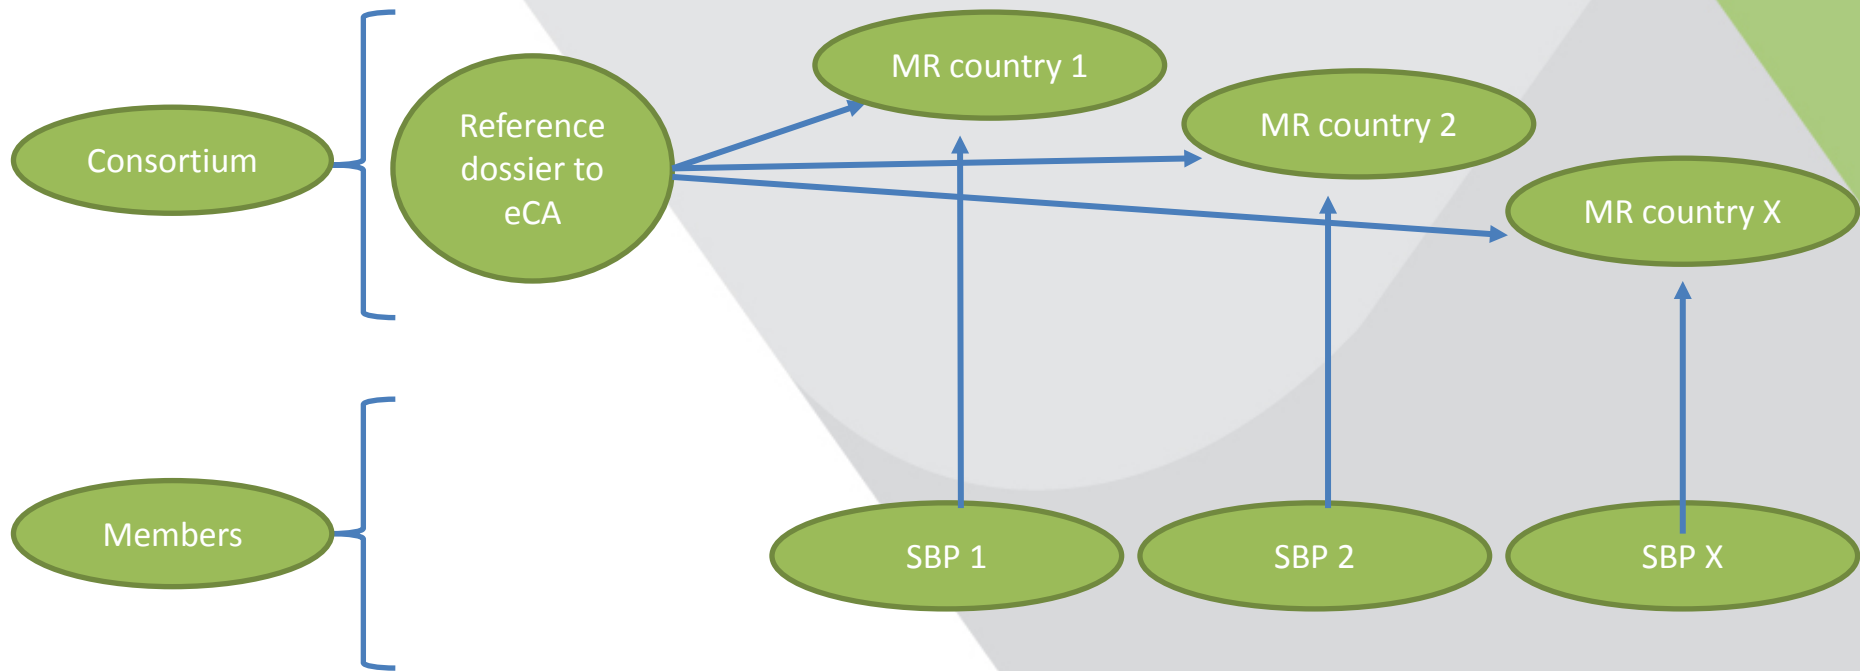 MR country 1
Reference
dossier to
eCA
MR country 2
Consortium
MR country X
Members
SBP 1
SBP 2
SBP X